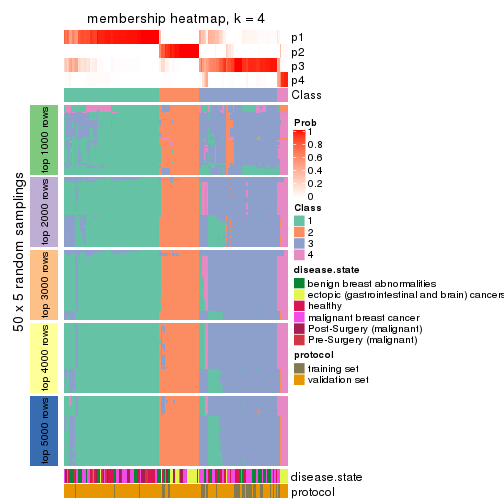 membership heatmap, k = 4
p1
p2
p3
p4
Class
50 x 5 random samplings
top 1000 rows
top 2000 rows
top 3000 rows
top 4000 rows
top 5000 rows
Prob
1
0.8
0.6
0.4
0.2
0
Class
1
2
3
4
disease.state
benign breast abnormalities
ectopic (gastrointestinal and brain) cancers
healthy
malignant breast cancer
Post-Surgery (malignant)
Pre-Surgery (malignant)
protocol
training set
validation set
disease.state
protocol